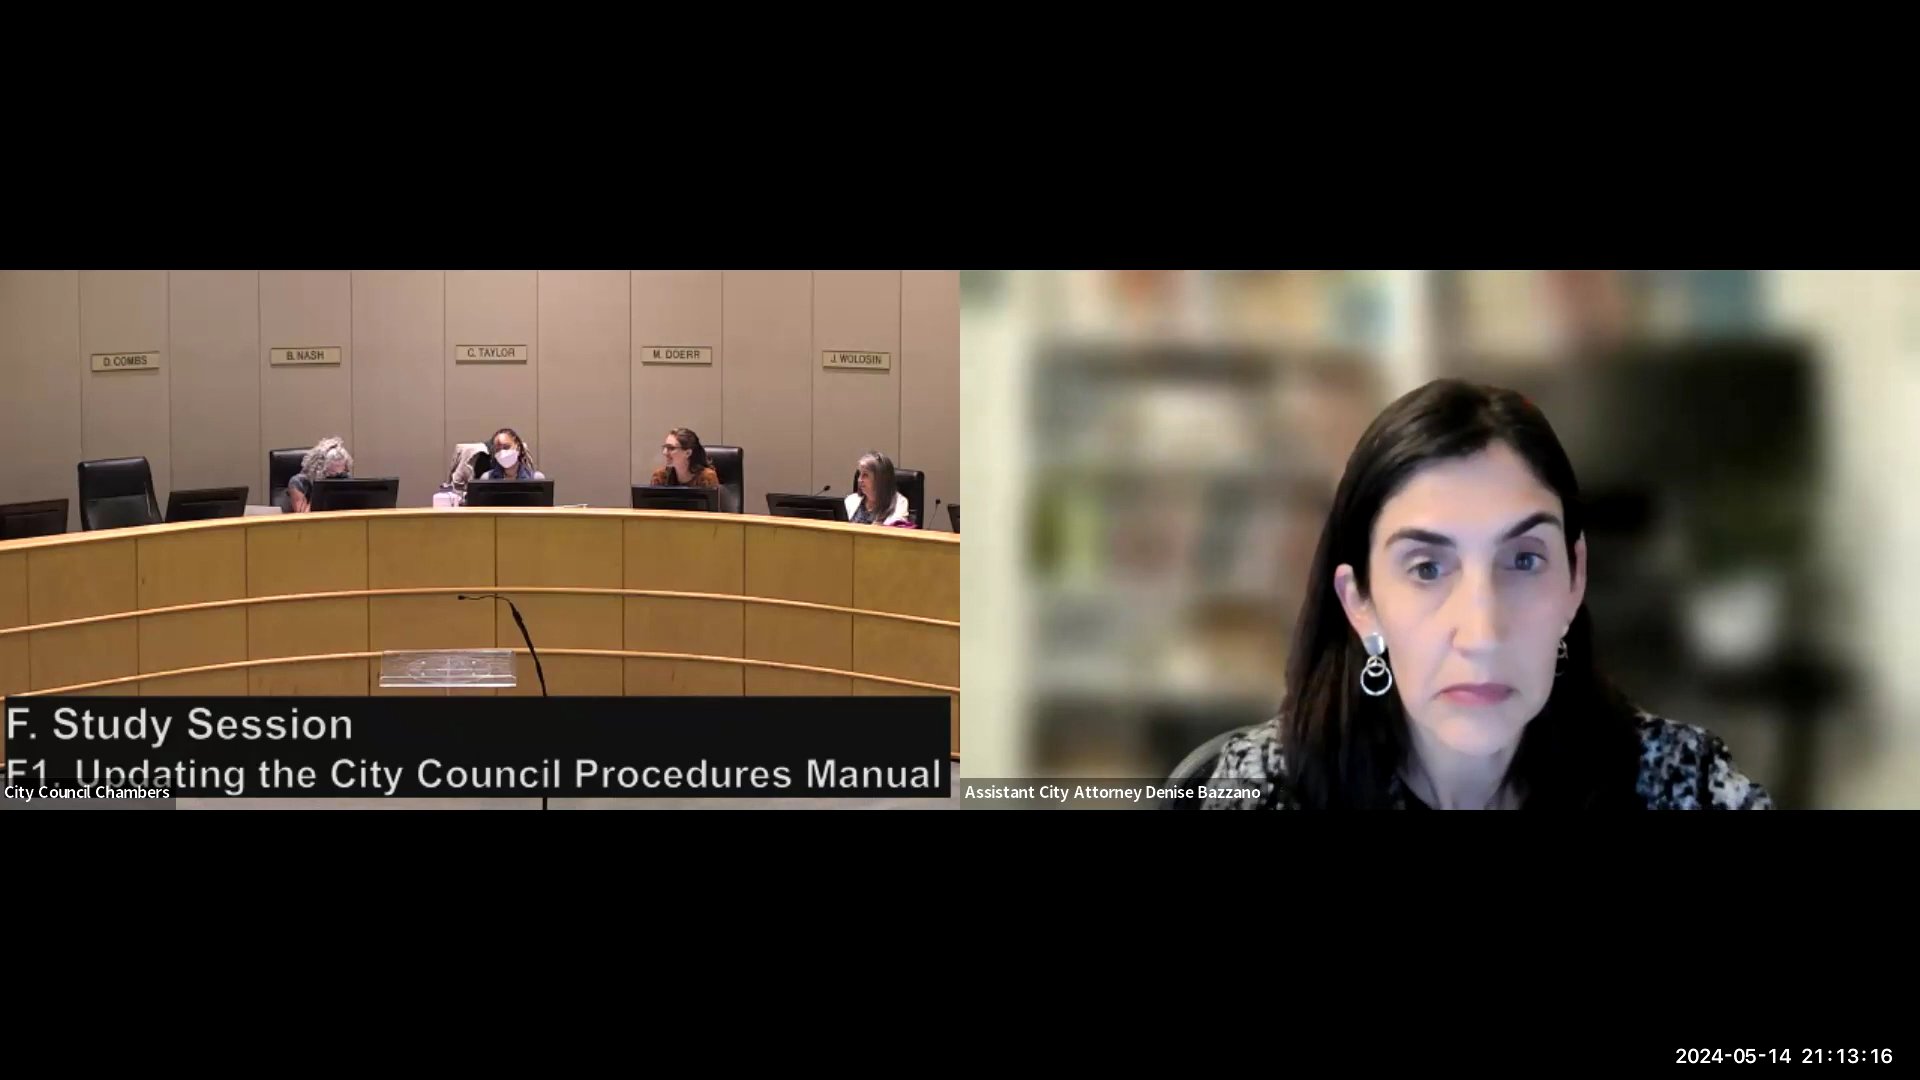 D. COMBS
B. NASH
C. TAYLOR
M. DOERR
J. WOLOSIN
F. Study Session
F1. Updating the City Council Procedures Manual
City Council Chambers
Assistant City Attorney Denise Bazzano
2024-05-14 21:13:16